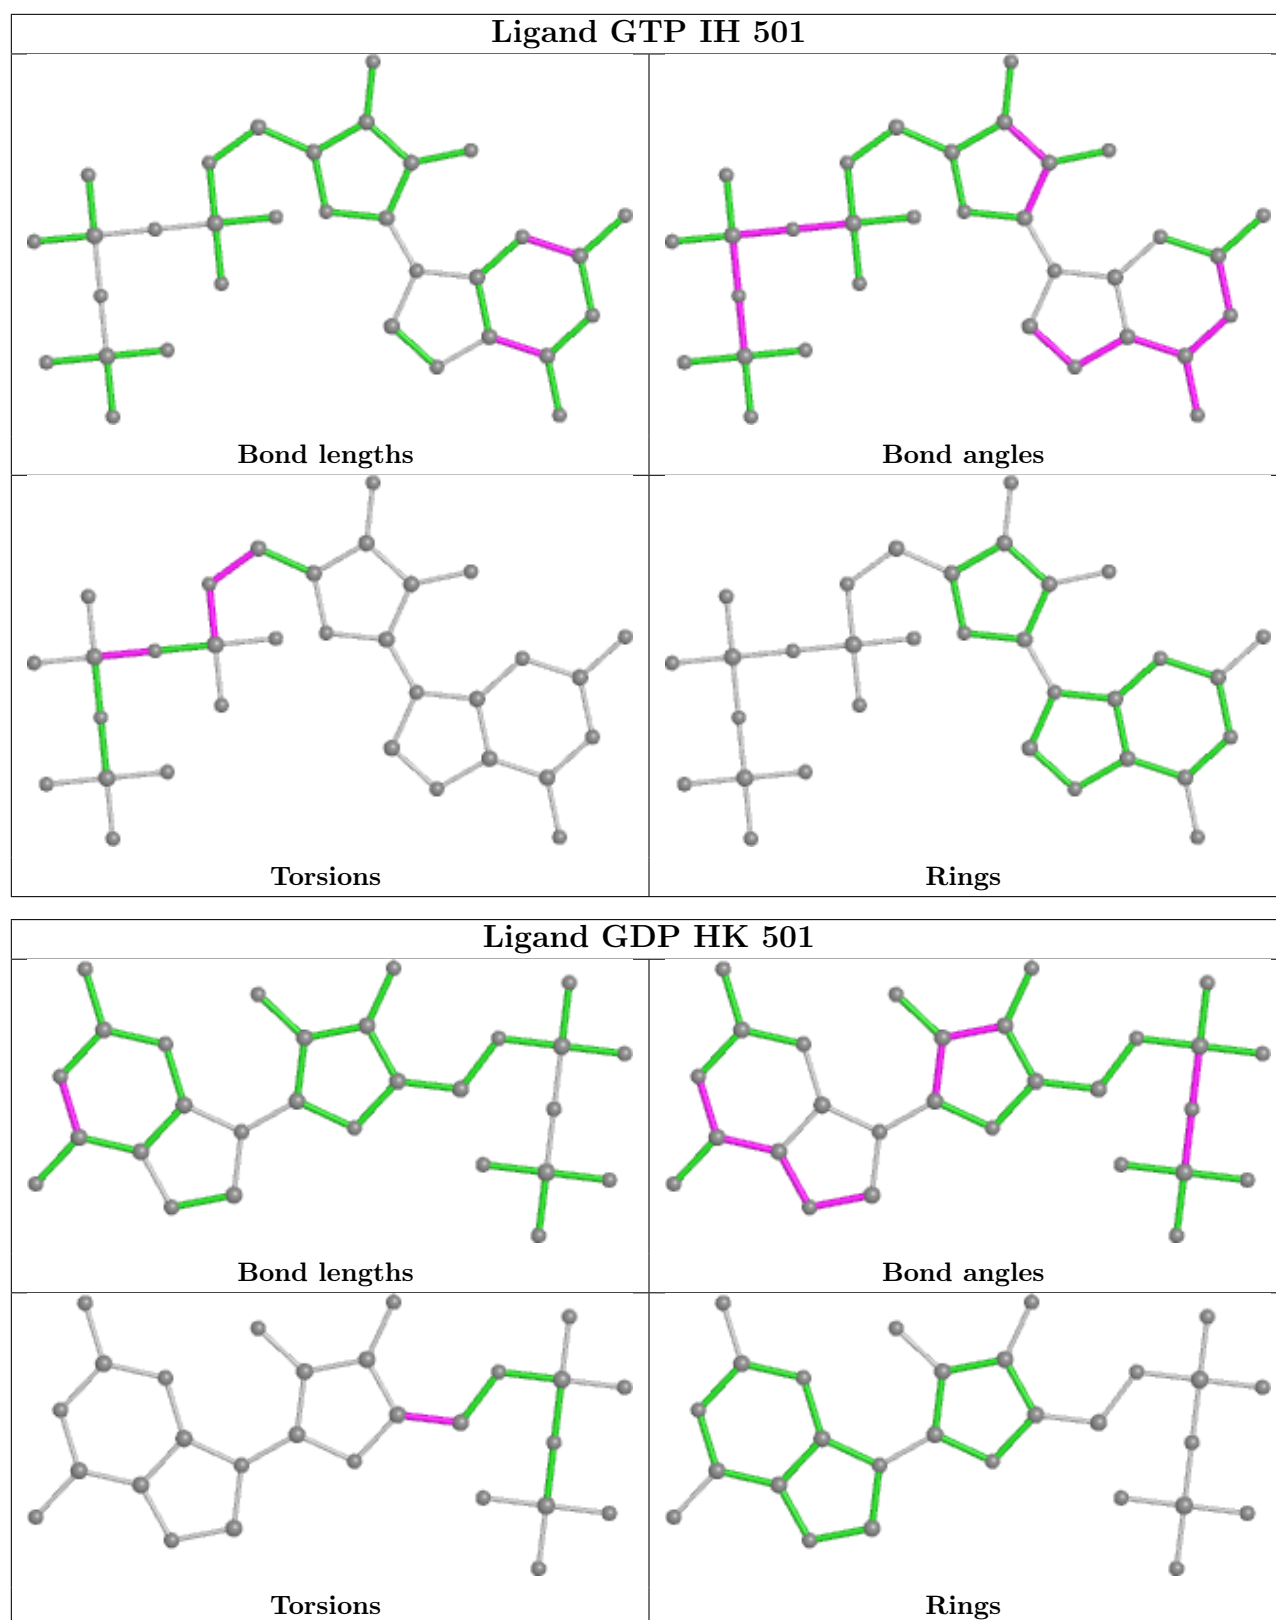 Ligand GTP IH 501
Bond lengths
Bond angles
Torsions
Rings
Ligand GDP HK 501
Bond lengths
Bond angles
Torsions
Rings